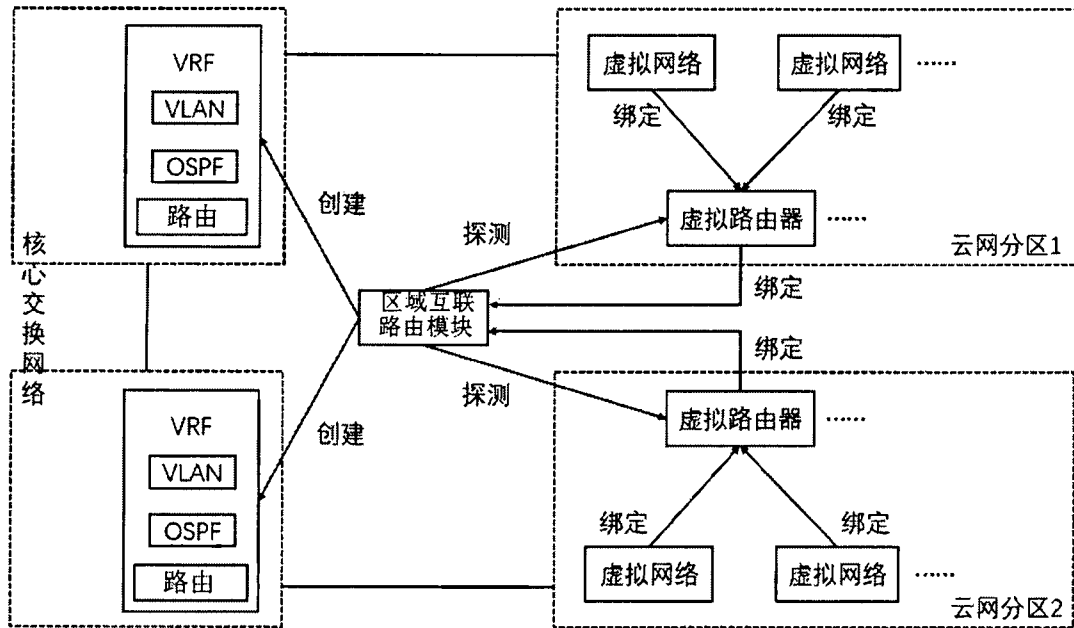 VRF
VLAN
OSPF
路由
核心交换网络
虚拟网络
虚拟网络
……
绑定
绑定
虚拟路由器
……
云网分区1
创建
探测
绑定
区域互联
路由模块
绑定
探测
创建
VRF
VLAN
OSPF
路由
虚拟路由器
……
绑定
绑定
虚拟网络
虚拟网络
……
云网分区2